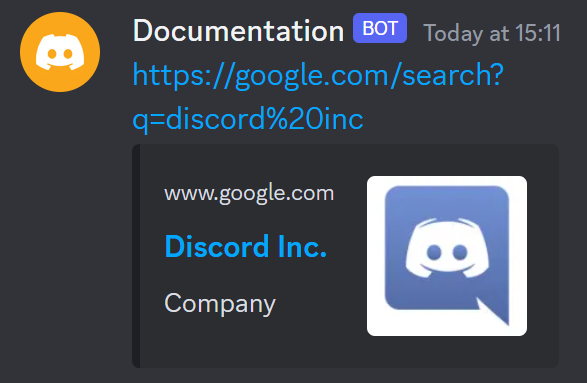 Documentation BOT Today at 15:11
https://google.com/search?
q=discord%20inc
www.google.com
Discord Inc.
Company